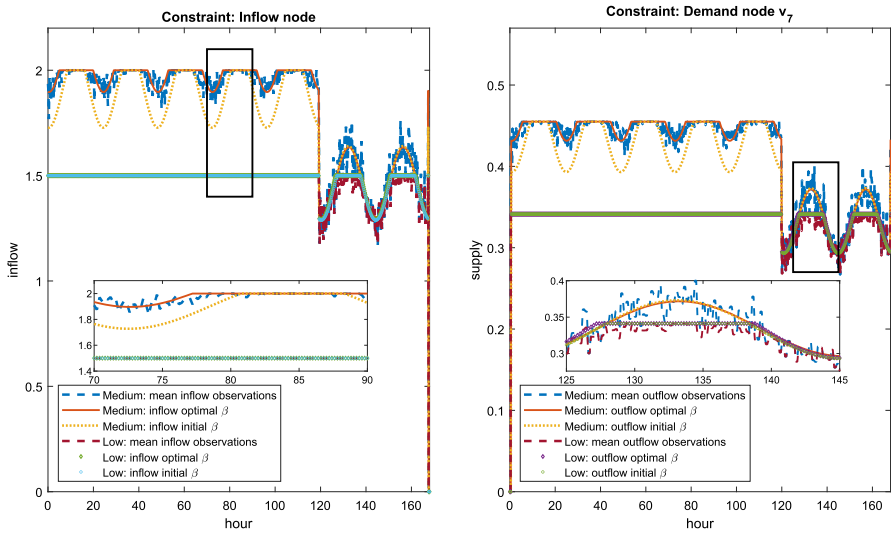 Constraint: Inflow node
2
1.5
1
0.5
0
inflow
0 20 40 60 80 100 120 140 160
hour
2
1.8
1.6
1.4
70 75 80 85 90
Medium: mean inflow observations
Medium: inflow optimal β
Medium: inflow initial β
Low: mean inflow observations
Low: inflow optimal β
Low: inflow initial β
Constraint: Demand node v7
0.5
0.4
0.3
0.2
0.1
0
supply
0 20 40 60 80 100 120 140 160
hour
0.4
0.35
0.3
125 130 135 140 145
Medium: mean outflow observations
Medium: outflow optimal β
Medium: outflow initial β
Low: mean outflow observations
Low: outflow optimal β
Low: outflow initial β